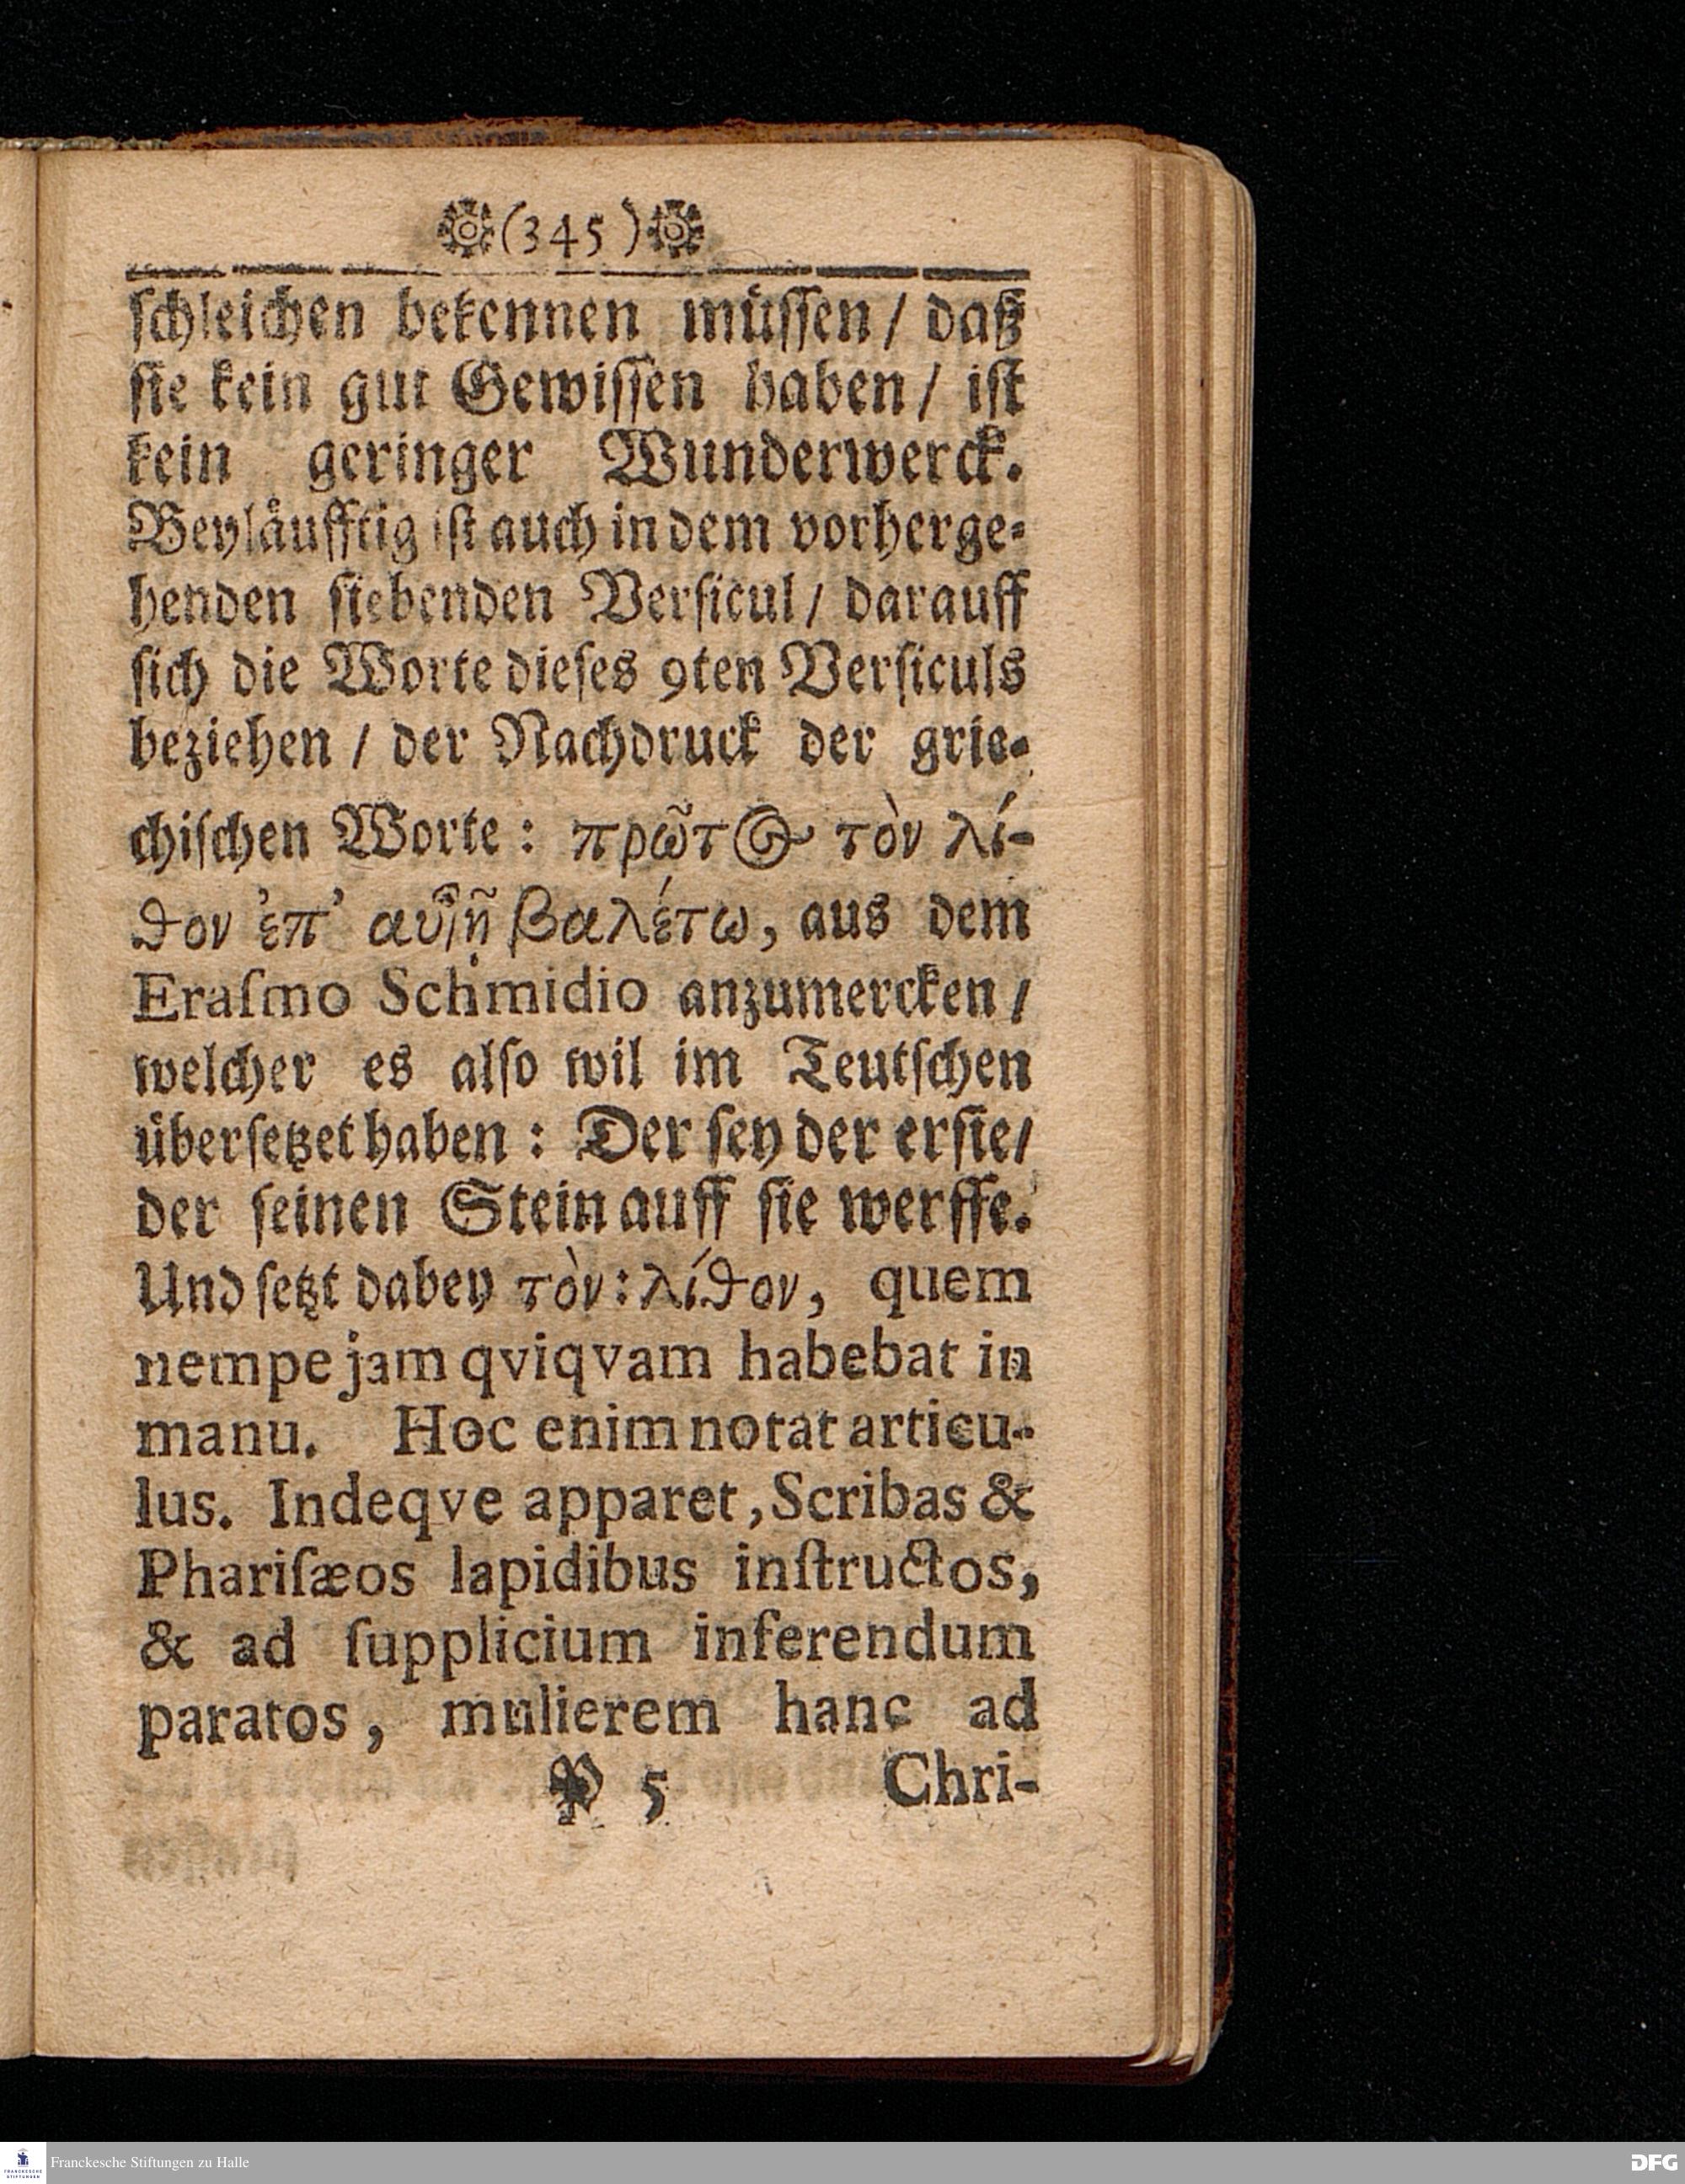 (345)
ſchleichen bekennen müſſen / daß
ſie kein gut Gewiſſen haben / iſt
kein geringer Wunderwerck.
Beyläufftig iſt auch in dem vorherge-
henden ſiebenden Verſicul / darauff
ſich die Worte dieſes 9ten Verſiculs
beziehen / der Nachdruck der grie-
chiſchen Worte: πρῶτ🙰 τὸν λί-
θον ἐπ' αὐτῇ βαλέτω, aus dem
Eraſmo Schmidio anzumercken /
welcher es alſo wil im Teutſchen
überſetzet haben: Der ſey der erſte /
der ſeinen Stein auff ſie werffe.
Und ſetzt dabey τὸν: λίθον, quem
nempe jam qviqvam habebat in
manu. Hoc enim notat articu-
lus. Indeqve apparet, Scribas &
Phariſæos lapidibus inſtructos,
& ad ſupplicium inferendum
paratos, mulierem hanc ad
P 5 Chri-
Franckesche Stiftungen zu Halle
FRANCKESCHE STIFTUNGEN
DFG